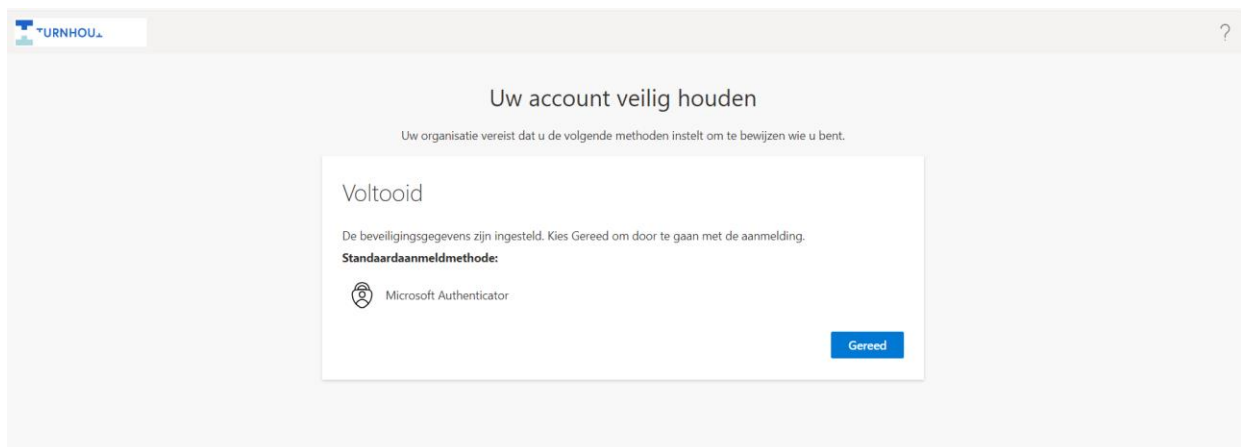 TURNHOUT
?
Uw account veilig houden
Uw organisatie vereist dat u de volgende methoden instelt om te bewijzen wie u bent.
Voltooid
De beveiligingsgegevens zijn ingesteld. Kies Gereed om door te gaan met de aanmelding.
Standaardaanmeldmethode:
Microsoft Authenticator
Gereed